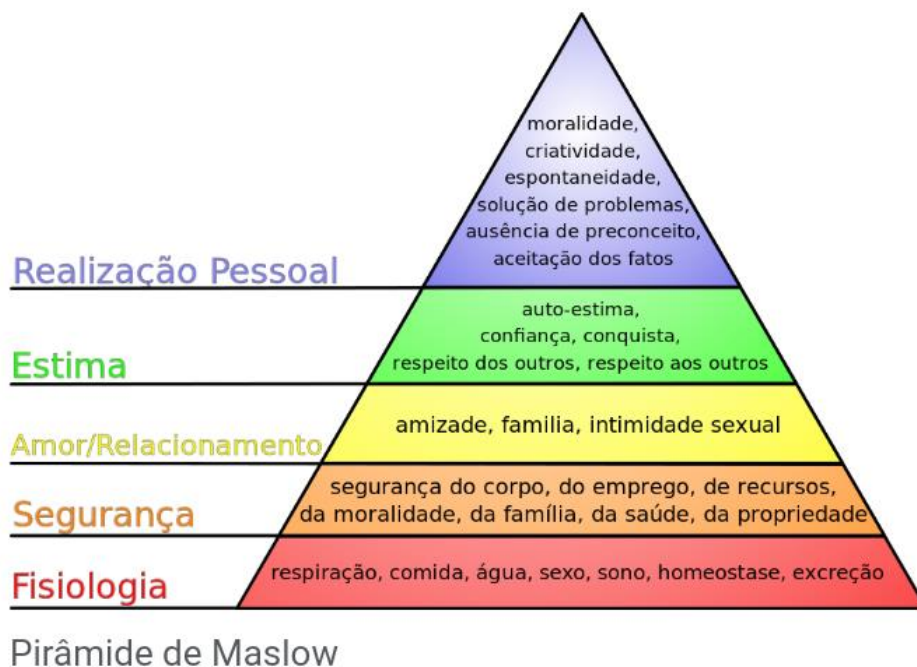 moralidade,
criatividade,
espontaneidade,
solução de problemas,
ausência de preconceito,
aceitação dos fatos
Realização Pessoal
auto-estima,
confiança, conquista,
respeito dos outros, respeito aos outros
Estima
amizade, familia, intimidade sexual
Amor/Relacionamento
segurança do corpo, do emprego, de recursos,
da moralidade, da família, da saúde, da propriedade
Segurança
respiração, comida, água, sexo, sono, homeostase, excreção
Fisiologia
Pirâmide de Maslow